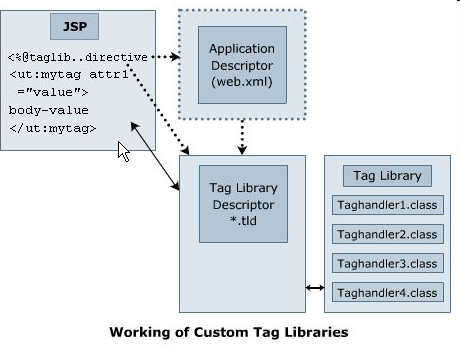 JSP
<%@taglib..directive
<ut:mytag attr1
="value">
body-value
</ut:mytag>
Application
Descriptor
(web.xml)
Tag Library
Descriptor
*.tld
Tag Library
Taghandler1.class
Taghandler2.class
Taghandler3.class
Taghandler4.class
Working of Custom Tag Libraries